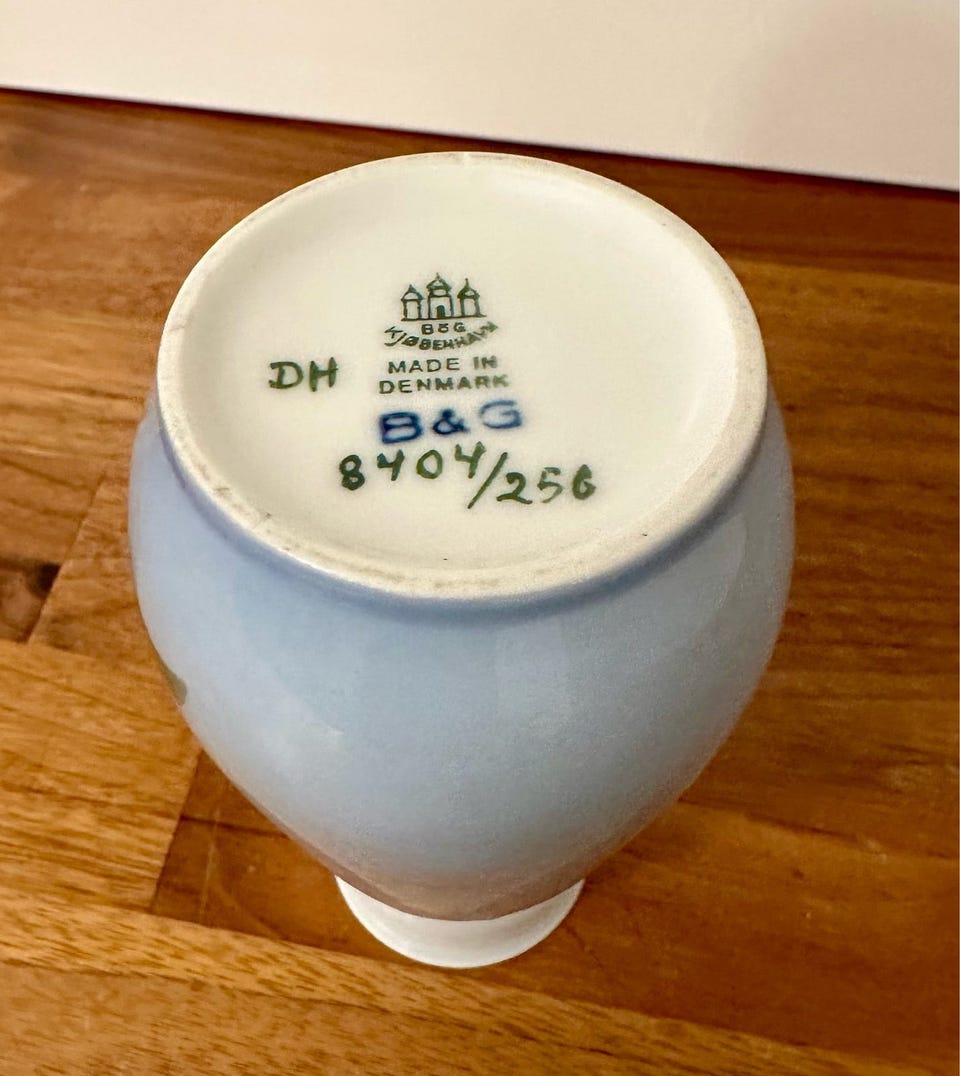 B&G
KJØBENHAVN
DH
MADE IN
DENMARK
B&G
8404/256